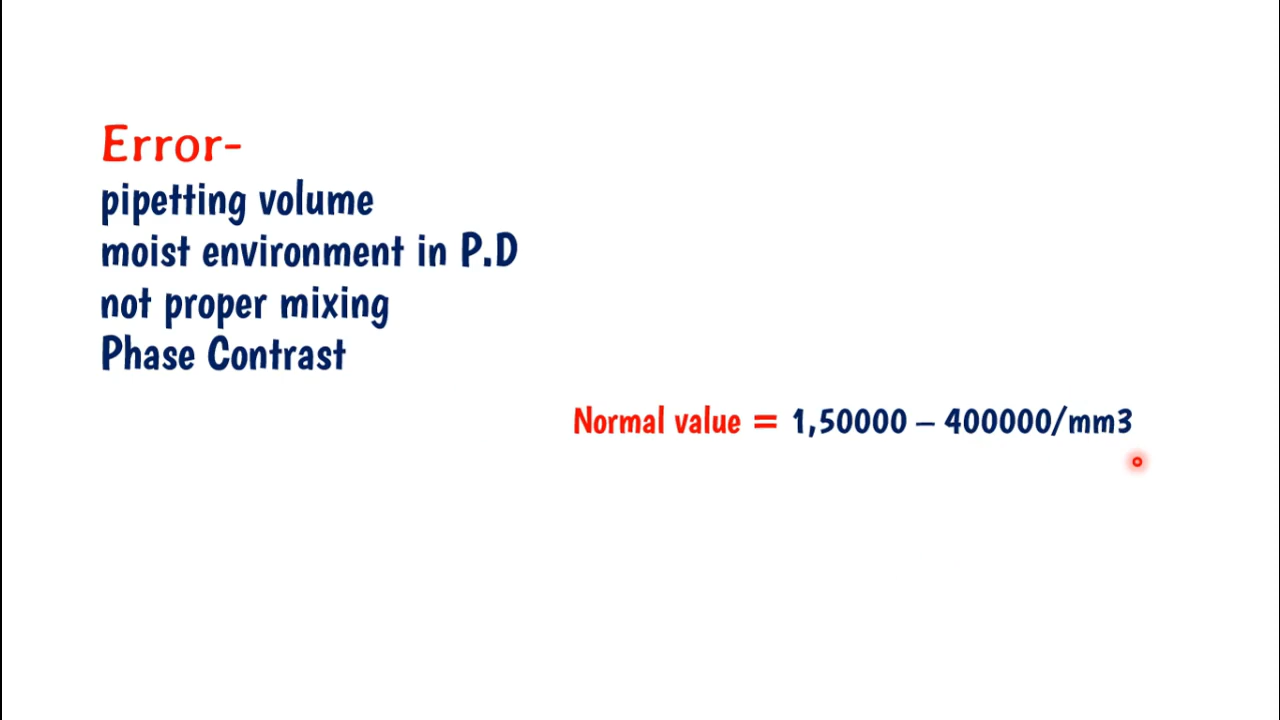 Error-
pipetting volume
moist environment in P.D
not proper mixing
Phase Contrast
Normal value = 1,50000 – 400000/mm3